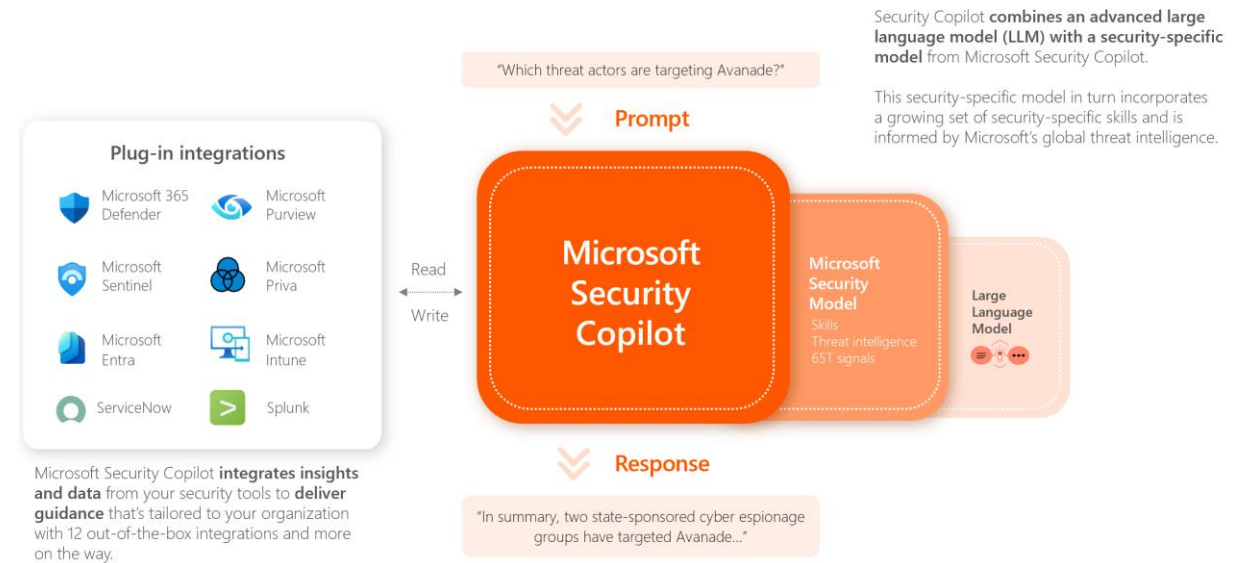 Security Copilot combines an advanced large
language model (LLM) with a security-specific
model from Microsoft Security Copilot.
This security-specific model in turn incorporates
a growing set of security-specific skills and is
informed by Microsoft's global threat intelligence.
"Which threat actors are targeting Avanade?"
Prompt
Plug-in integrations
Microsoft 365
Defender
Microsoft
Purview
Microsoft
Sentinel
Microsoft
Priva
Microsoft
Entra
Microsoft
Intune
ServiceNow
Splunk
Read
Write
Microsoft
Security
Copilot
Microsoft
Security
Model
Skills
Threat intelligence
65T signals
Large
Language
Model
Response
"In summary, two state-sponsored cyber espionage
groups have targeted Avanade..."
Microsoft Security Copilot integrates insights
and data from your security tools to deliver
guidance that's tailored to your organization
with 12 out-of-the-box integrations and more
on the way.